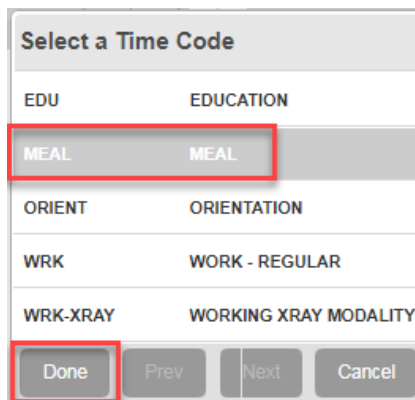 Select a Time Code
EDU EDUCATION
MEAL MEAL
ORIENT ORIENTATION
WRK WORK - REGULAR
WRK-XRAY WORKING XRAY MODALITY
Done Prev Next Cancel